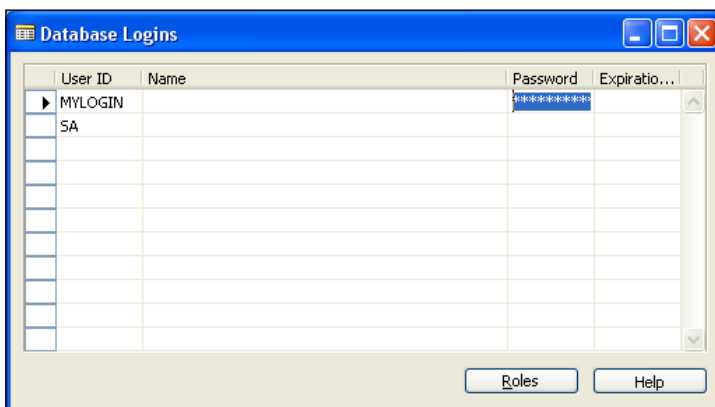 Database Logins
User ID Name Password Expiratio...
MYLOGIN ***********
SA
Roles Help